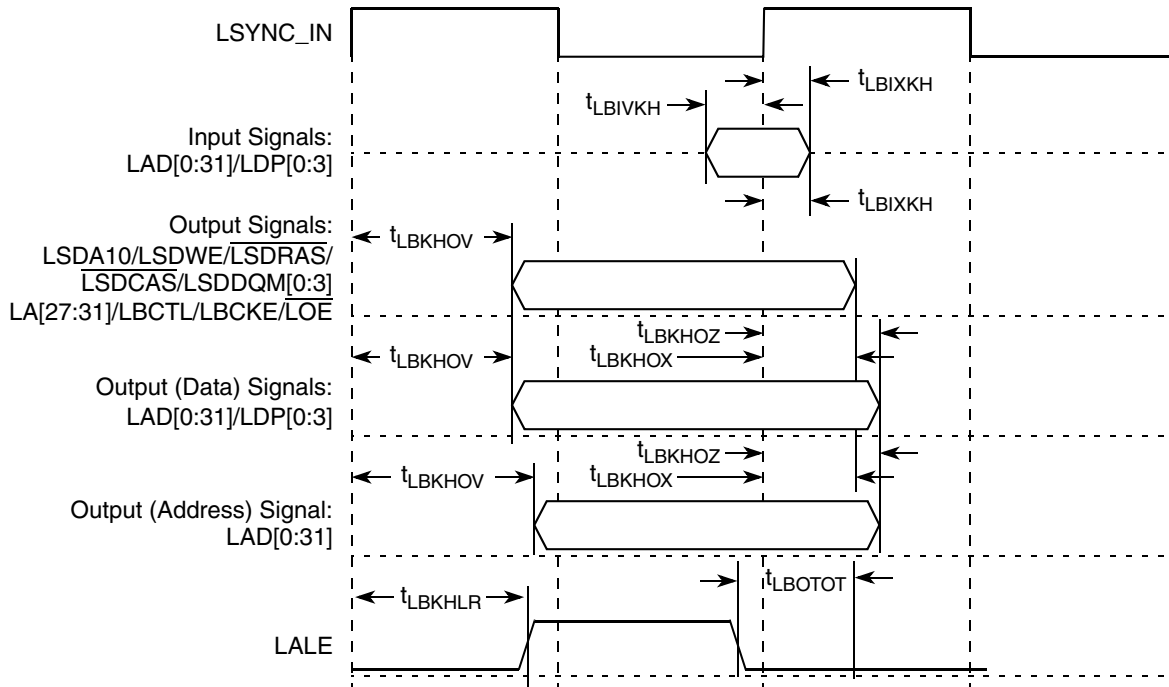 LSYNC_IN
tLBIXKH
tLBIVKH
Input Signals:
LAD[0:31]/LDP[0:3]
tLBIXKH
Output Signals:
tLBKHOV
LSDA10/LSDWE/LSDRAS/
LSDCAS/LSDDQM[0:3]
LA[27:31]/LBCTL/LBCKE/LOE
tLBKHOZ
tLBKHOV
tLBKHOX
Output (Data) Signals:
LAD[0:31]/LDP[0:3]
tLBKHOZ
tLBKHOV
tLBKHOX
Output (Address) Signal:
LAD[0:31]
tLBOTOT
tLBKHLR
LALE